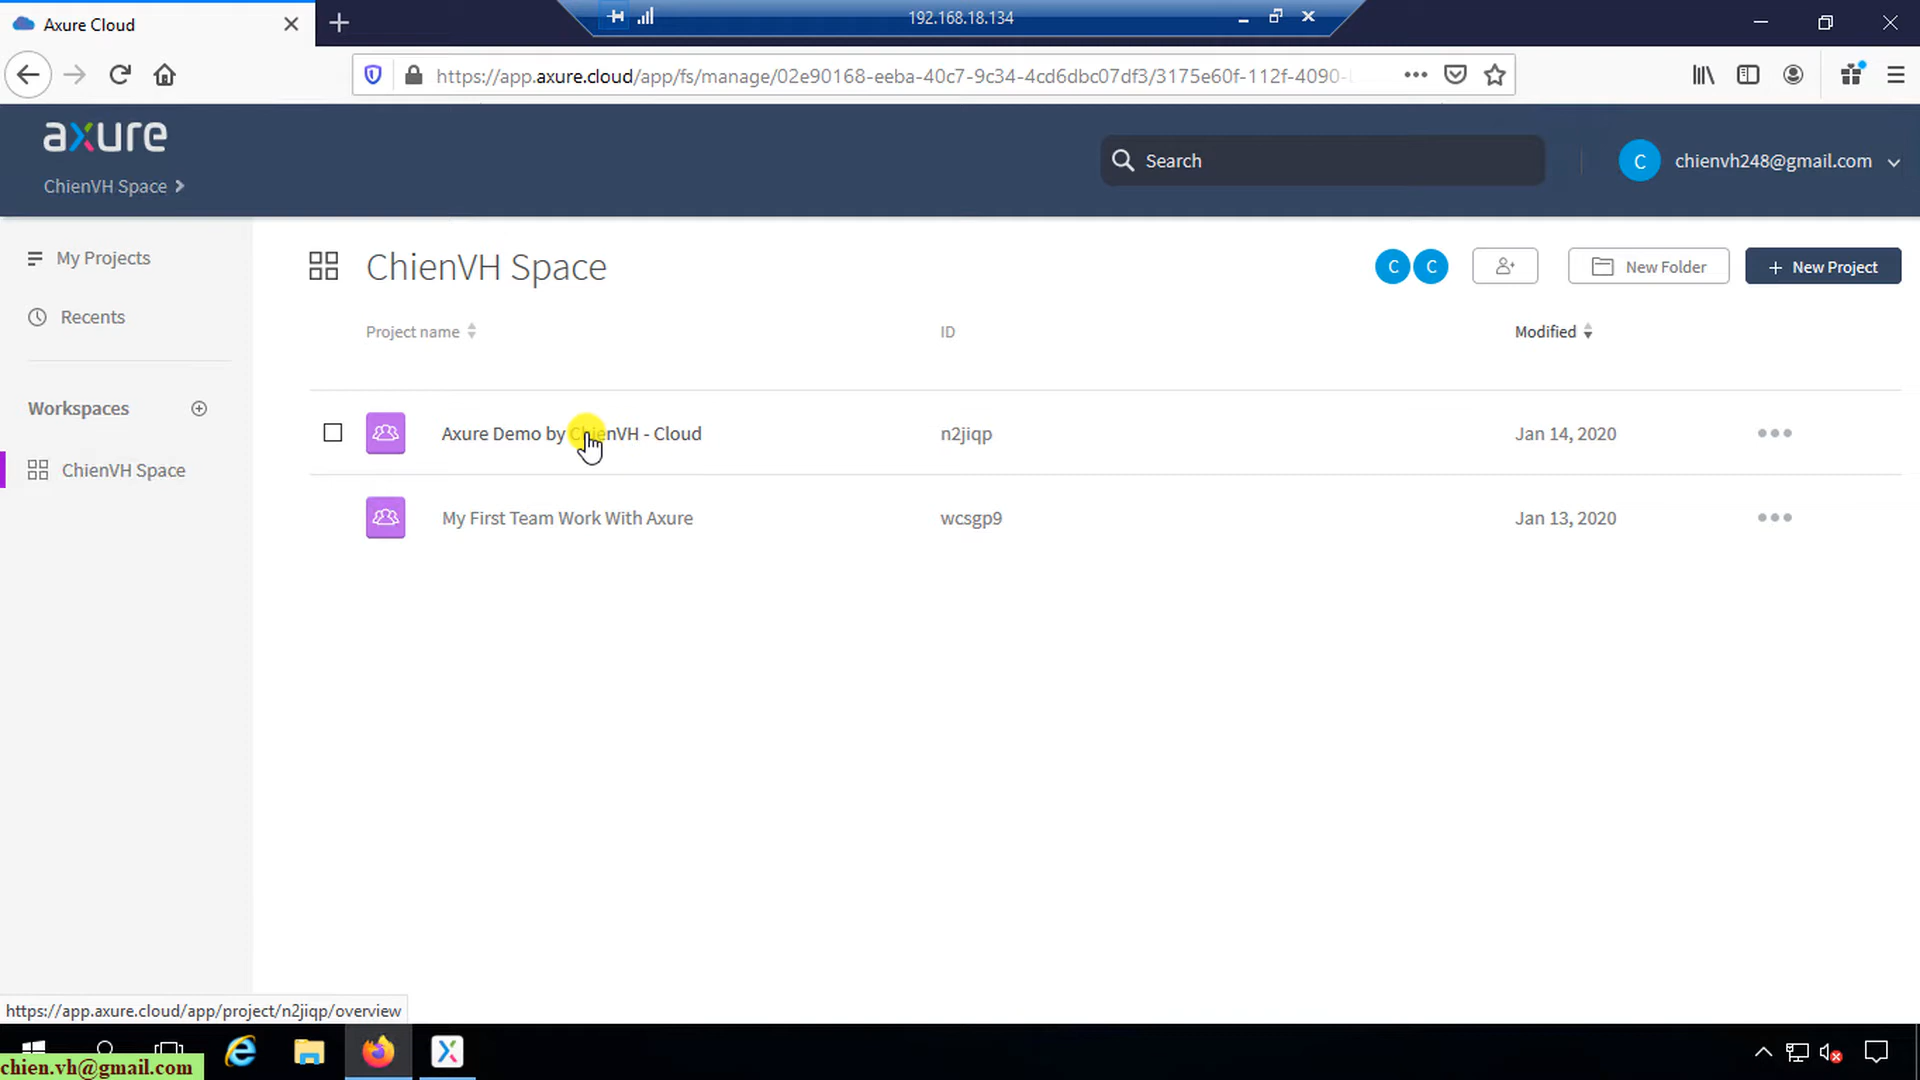 Axure Cloud
192.168.18.134
https://app.axure.cloud/app/fs/manage/02e90168-eeba-40c7-9c34-4cd6dbc07df3/3175e60f-112f-4090-
axure
ChienVH Space
Search
C
chienvh248@gmail.com
My Projects
Recents
Workspaces
ChienVH Space
ChienVH Space
C
C
New Folder
+ New Project
Project name
ID
Modified
Axure Demo by ChienVH - Cloud
n2jiqp
Jan 14, 2020
My First Team Work With Axure
wcsgp9
Jan 13, 2020
https://app.axure.cloud/app/project/n2jiqp/overview
chien.vh@gmail.com